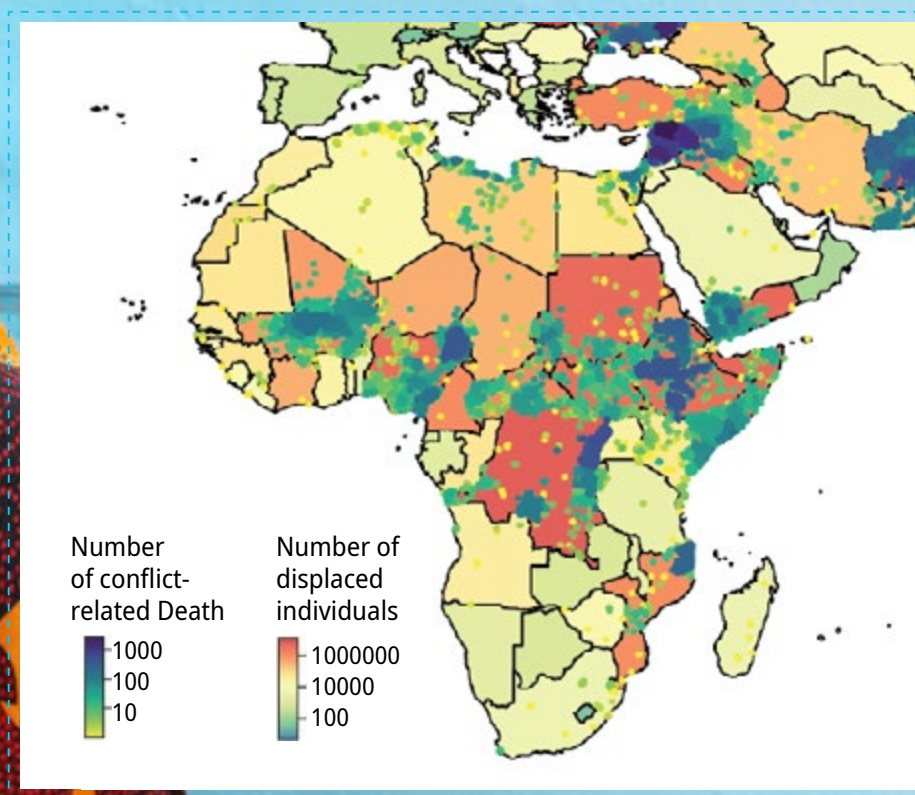 Number
of conflict-
related Death
1000
100
10
Number of
displaced
individuals
1000000
10000
100